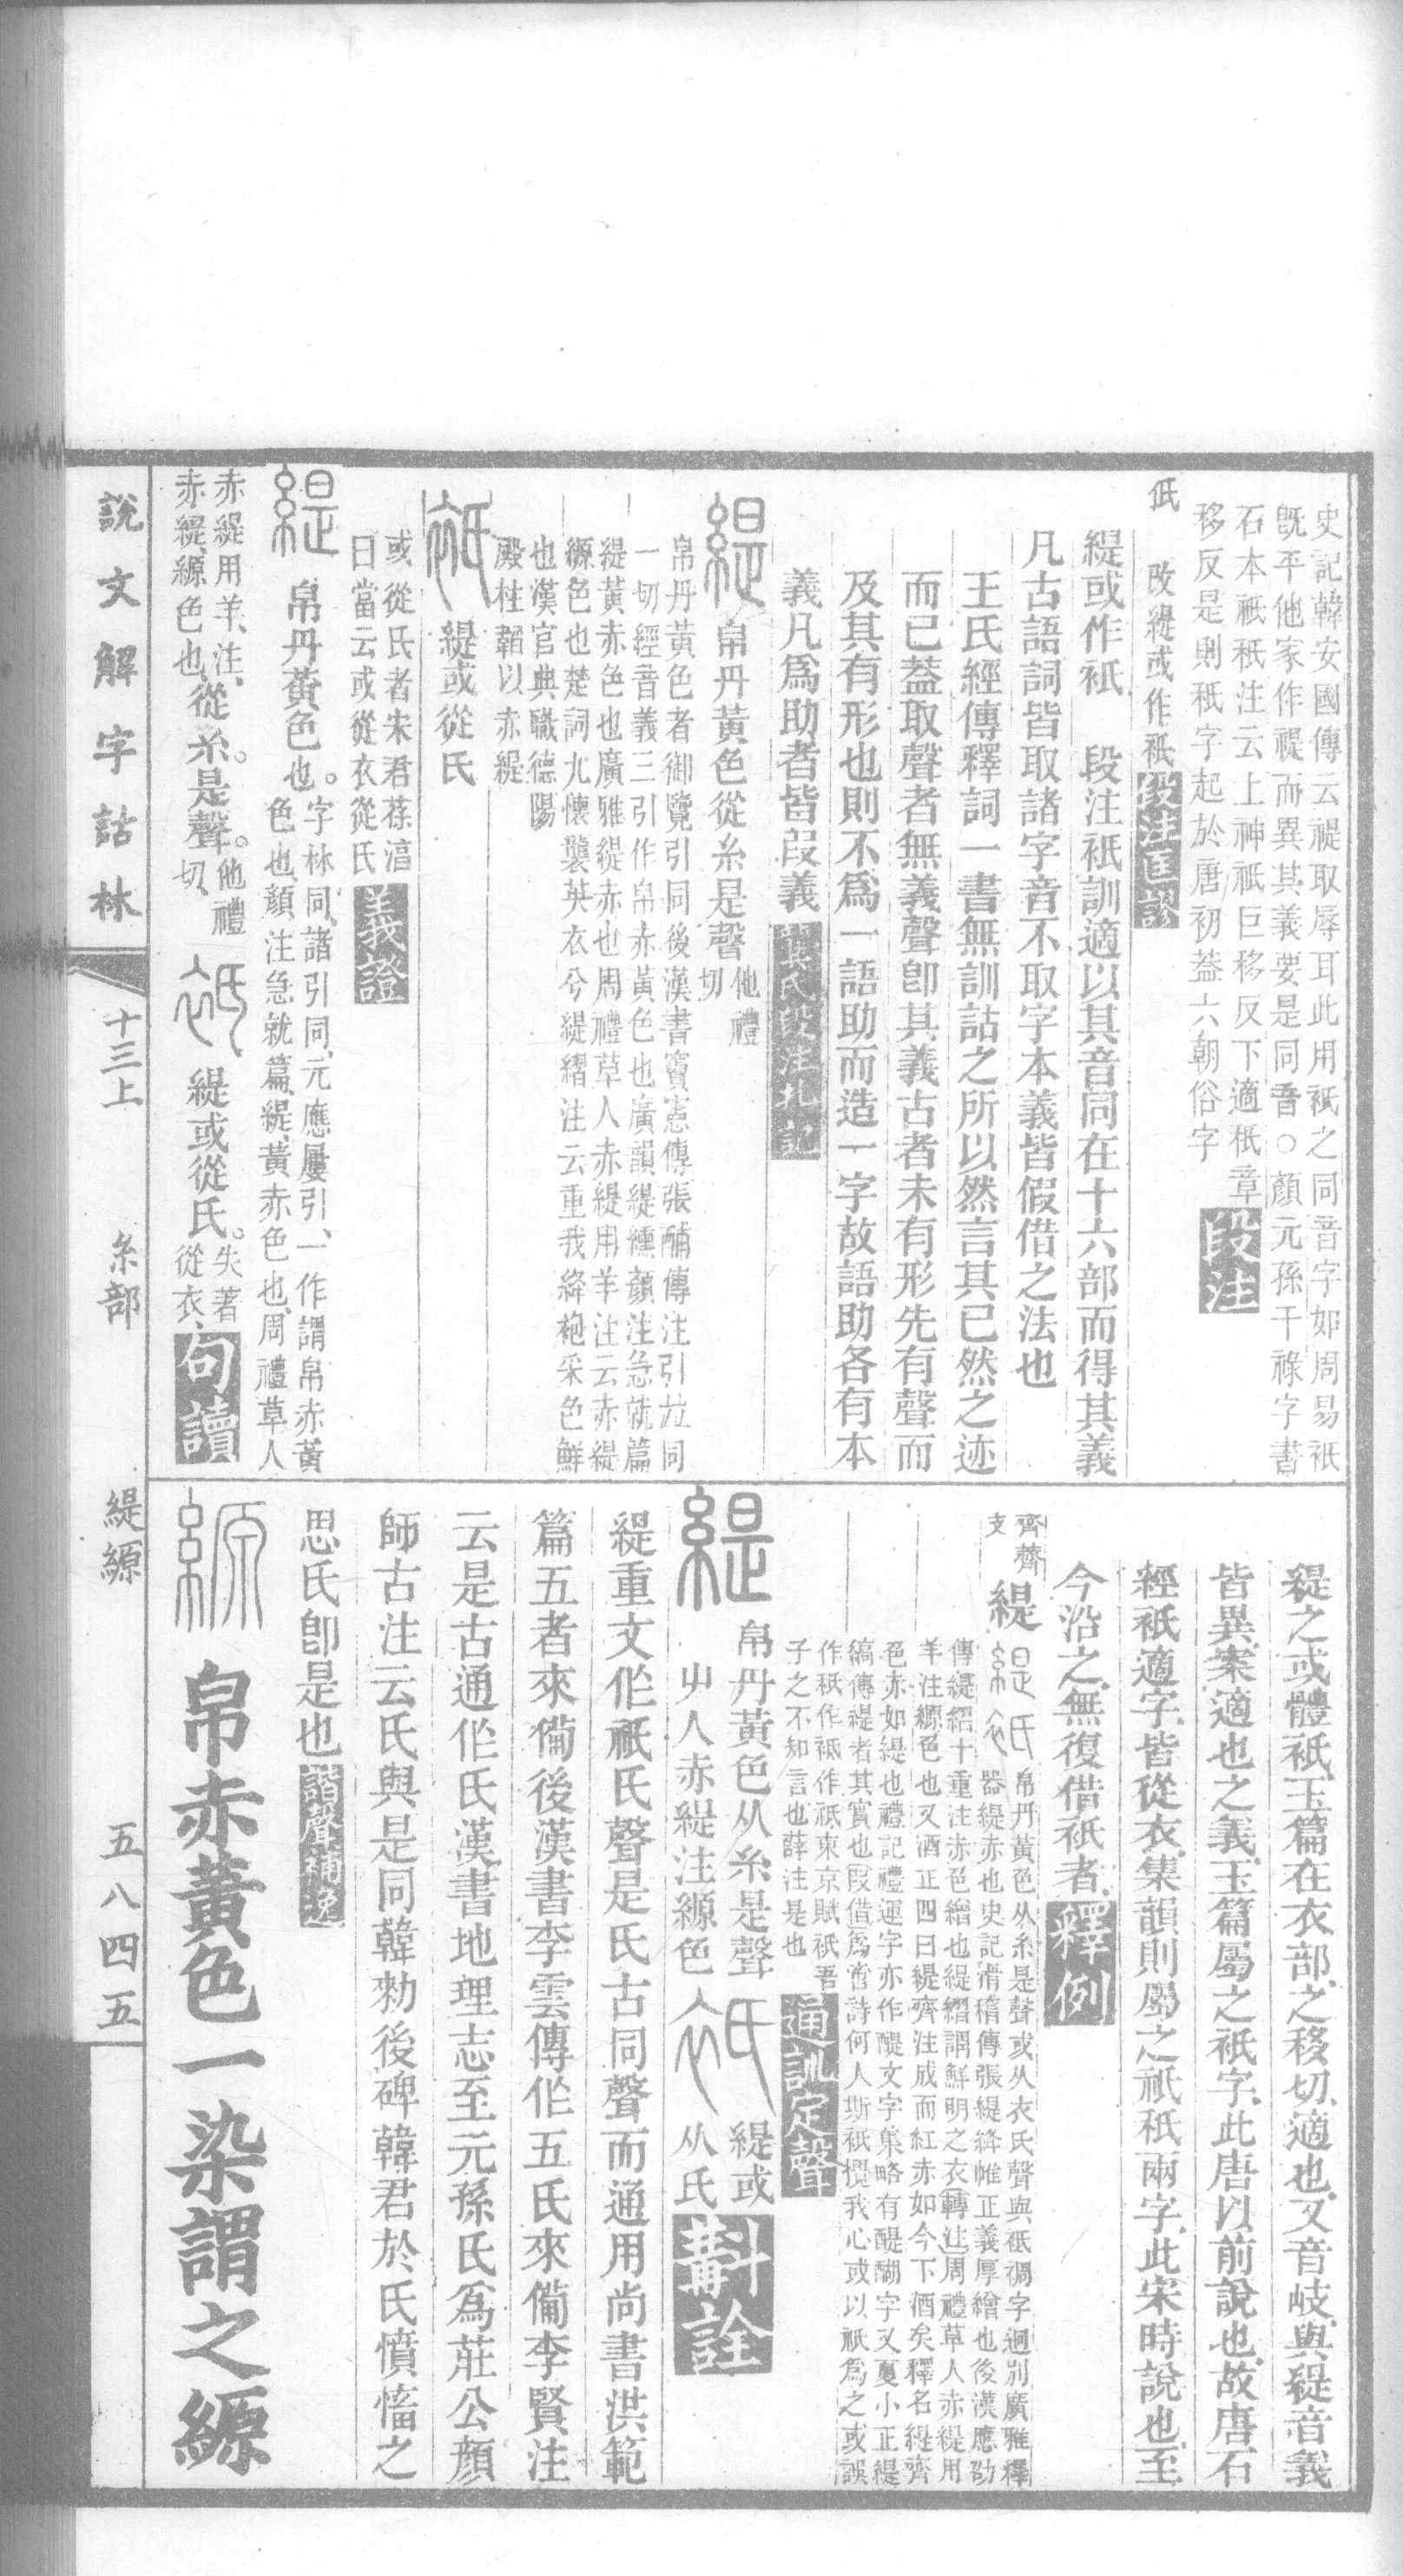 史記韓安國傳云禔取辱耳此用衹之同音字如周易衹
旣平他家作禔而異其義要是同音○顏元孫干祿字書
石本衹秖注云上神祇巨移反下適秖章
移反是則秖字起於唐初葢六朝俗字
段注
衹 改緹或作衹 段注匡謬
緹或作衹 段注衹訓適以其音同在十六部而得其義
凡古語詞皆取諸字音不取字本義皆假借之法也
王氏經傳釋詞一書無訓詁之所以然言其已然之迹
而已葢取聲者無義聲卽其義古者未有形先有聲而
及其有形也則不爲一語助而造一字故語助各有本
義凡爲助者皆叚義 龔氏段注札記
緹 帛丹黃色從糸是聲 他禮切
帛丹黃色者御覽引同後漢書竇憲傳張酺傳注引竝同
一切經音義三引作帛赤黃色也廣韻緹纁顏注急就篇
緹黃赤色也廣雅緹赤也周禮草人赤緹用羊注云赤緹
縓色也楚詞九懷襲英衣兮緹䌌注云重我絳袍采色鮮
也漢官典職德陽
殿柱韜以赤緹
衹 緹或從氏
或從氏者朱君葆淯
曰當云或從衣從氏 義證
緹 帛丹黃色也。
字林同、諸引同、元應屢引、一作謂帛赤黃
色也、顏注急就篇、緹、黃赤色也、周禮草人
赤緹用羊、注、
赤緹、縓色也、從糸。是聲。他禮切、
衹 緹或從氏。失著從衣、 句讀
緹之或體衹、玉篇在衣部、之移切、適也、又音岐、與緹音義
皆異、案適也之義、玉篇屬之衹字、此唐以前說也、故唐石
經衹適字、皆從衣、集韻則屬之衹秖兩字、此宋時說也、至
今沿之、無復借衹者、 釋例
齊薺
支
緹 帛丹黃色从糸是聲或从衣氏聲與衹裯字迥別廣雅釋
器緹赤也史記滑稽傳張緹絳帷正義厚繒也後漢應劭
傳緹紹十重注赤色繒也緹䌌謂鮮明之衣轉注周禮草人赤緹用
羊注縓色也又酒正四曰緹齊注成而紅赤如今下酒矣釋名緹齊
色赤如緹也禮記禮運字亦作醍文字集略有醍醐字又夏小正緹
縞傳緹者其實也叚借爲啻詩何人斯衹攪我心或以祇爲之或誤
作秖作祗作衹東京賦衹吾
子之不知言也薛注是也 通訓定聲
緹 帛丹黃色从糸是聲
艸人赤緹注縓色
衹 緹或
从氏 斠詮
緹重文作衹氏聲是氏古同聲而通用尚書洪範
篇五者來備後漢書李雲傳作五氏來備李賢注
云是古通作氏漢書地理志至元孫氏爲莊公顏
師古注云氏與是同韓勑後碑韓君於氏憤愊之
思氏卽是也 諧聲補逸
縓 帛赤黃色一染謂之縓
說文解字詁林 十三上 糸部 緹縓 五八四五